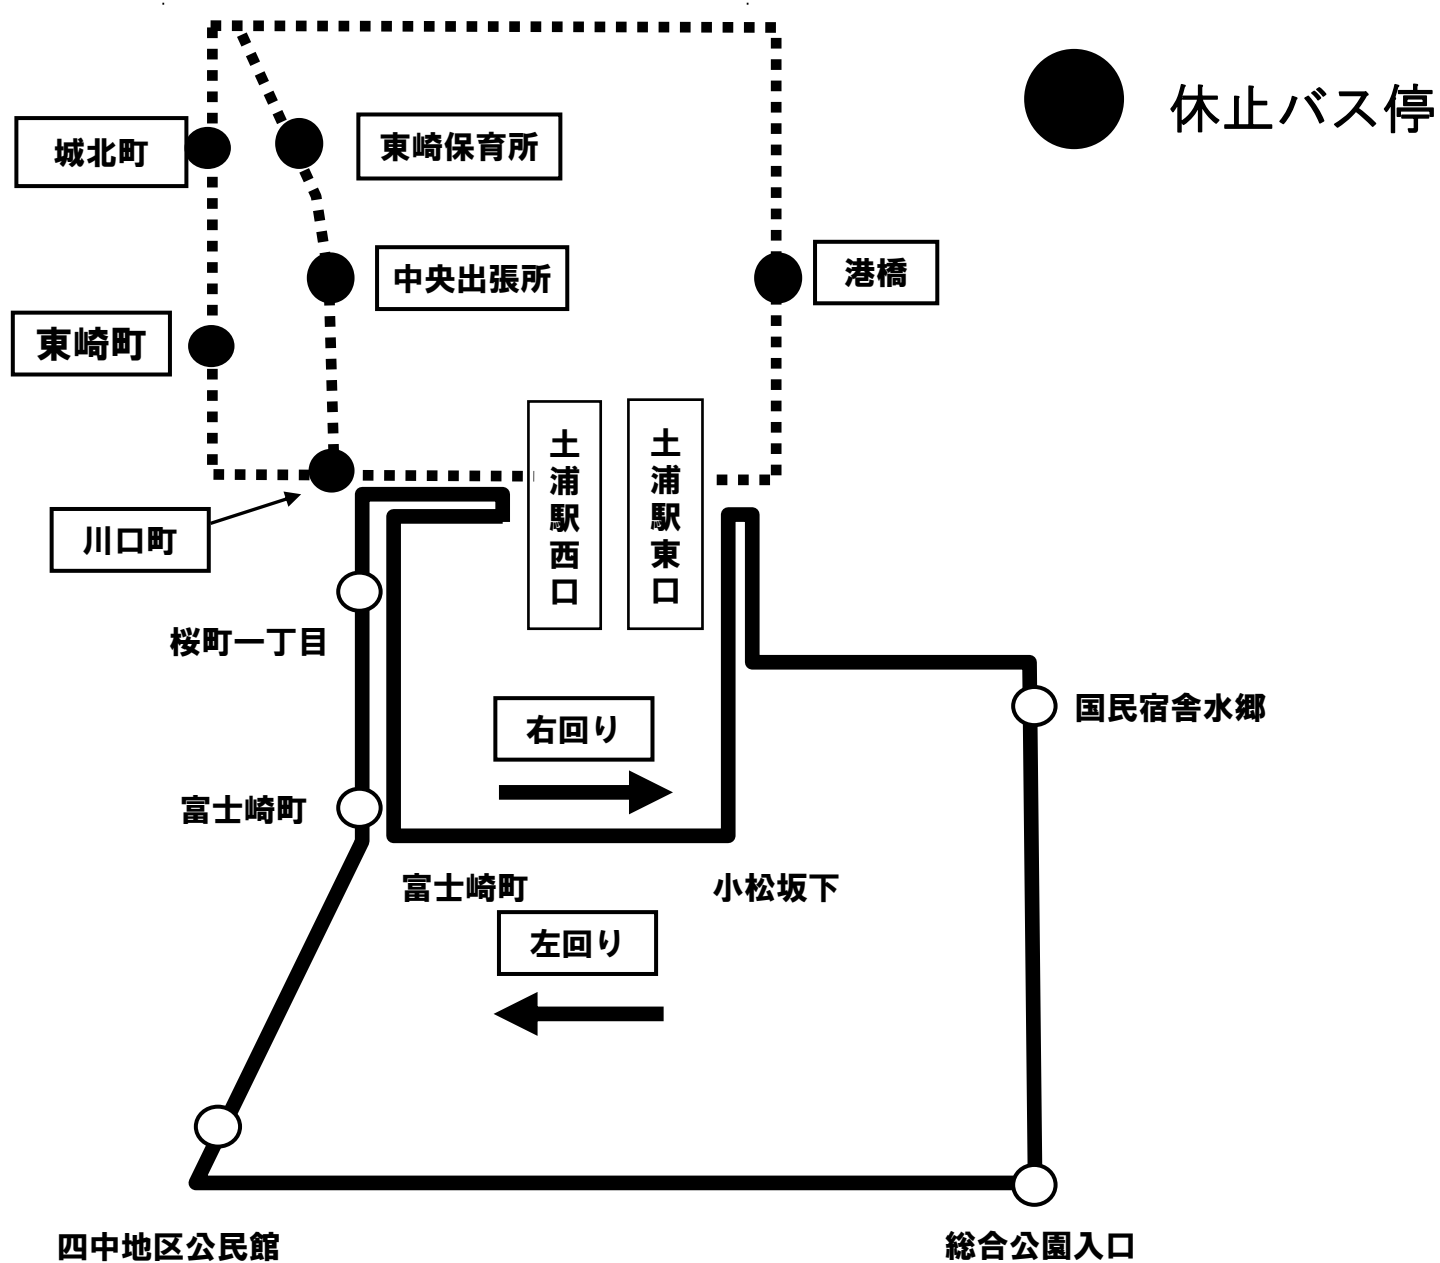 休止バス停
城北町
東崎保育所
中央出張所
港橋
東崎町
土浦駅西口
土浦駅東口
川口町
桜町一丁目
国民宿舎水郷
右回り
富士崎町
富士崎町
小松坂下
左回り
四中地区公民館
総合公園入口